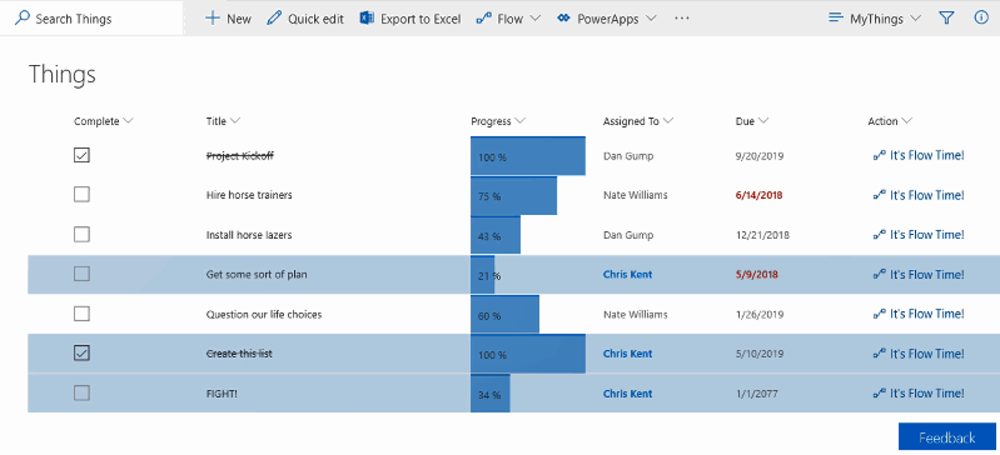 Search Things New Quick edit Export to Excel Flow PowerApps ... MyThings
Things
Complete Title Progress Assigned To Due Action
Project Kickoff 100 % Dan Gump 9/20/2019 It's Flow Time!
Hire horse trainers 75 % Nate Williams 6/14/2018 It's Flow Time!
Install horse lazers 43 % Dan Gump 12/21/2018 It's Flow Time!
Get some sort of plan 21 % Chris Kent 5/9/2018 It's Flow Time!
Question our life choices 60 % Nate Williams 1/26/2019 It's Flow Time!
Create this list 100 % Chris Kent 5/10/2019 It's Flow Time!
FIGHT! 34 % Chris Kent 1/1/2077 It's Flow Time!
Feedback